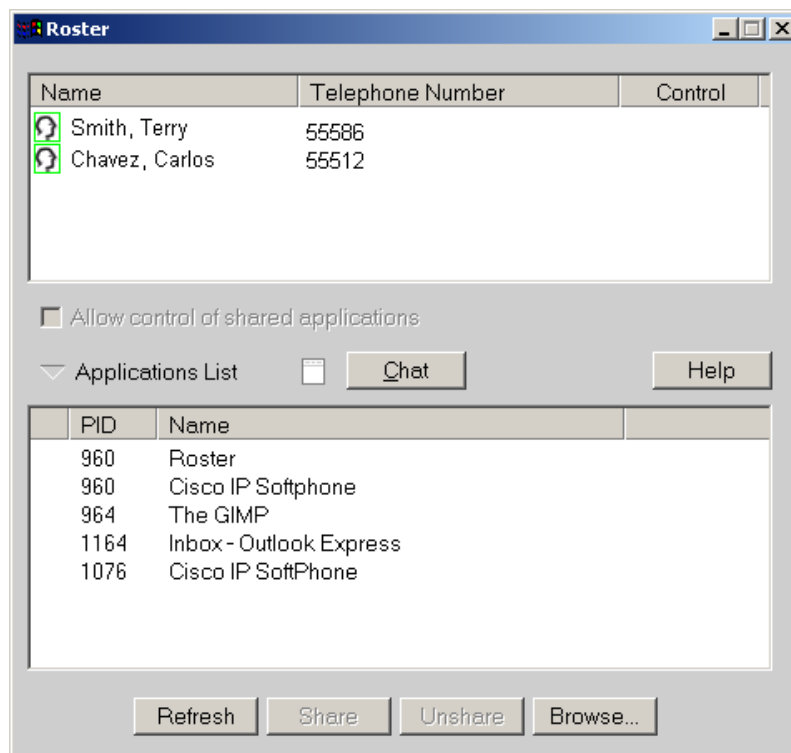 Roster
Name Telephone Number Control
Smith, Terry 55586
Chavez, Carlos 55512
Allow control of shared applications
Applications List Chat Help
PID Name
960 Roster
960 Cisco IP Softphone
964 The GIMP
1164 Inbox - Outlook Express
1076 Cisco IP SoftPhone
Refresh Share Unshare Browse...